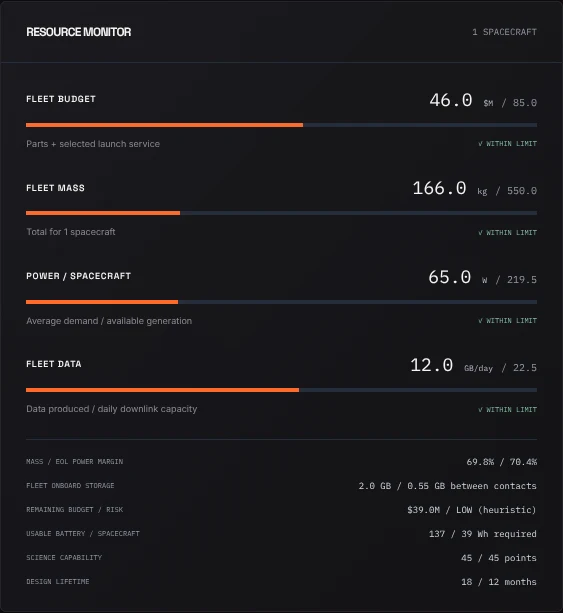 RESOURCE MONITOR 1 SPACECRAFT
FLEET BUDGET 46.0 $M / 85.0
Parts + selected launch service √ WITHIN LIMIT
FLEET MASS 166.0 kg / 550.0
Total for 1 spacecraft √ WITHIN LIMIT
POWER / SPACECRAFT 65.0 W / 219.5
Average demand / available generation √ WITHIN LIMIT
FLEET DATA 12.0 GB/day / 22.5
Data produced / daily downlink capacity √ WITHIN LIMIT
MASS / EOL POWER MARGIN 69.8% / 70.4%
FLEET ONBOARD STORAGE 2.0 GB / 0.55 GB between contacts
REMAINING BUDGET / RISK $39.0M / LOW (heuristic)
USABLE BATTERY / SPACECRAFT 137 / 39 Wh required
SCIENCE CAPABILITY 45 / 45 points
DESIGN LIFETIME 18 / 12 months